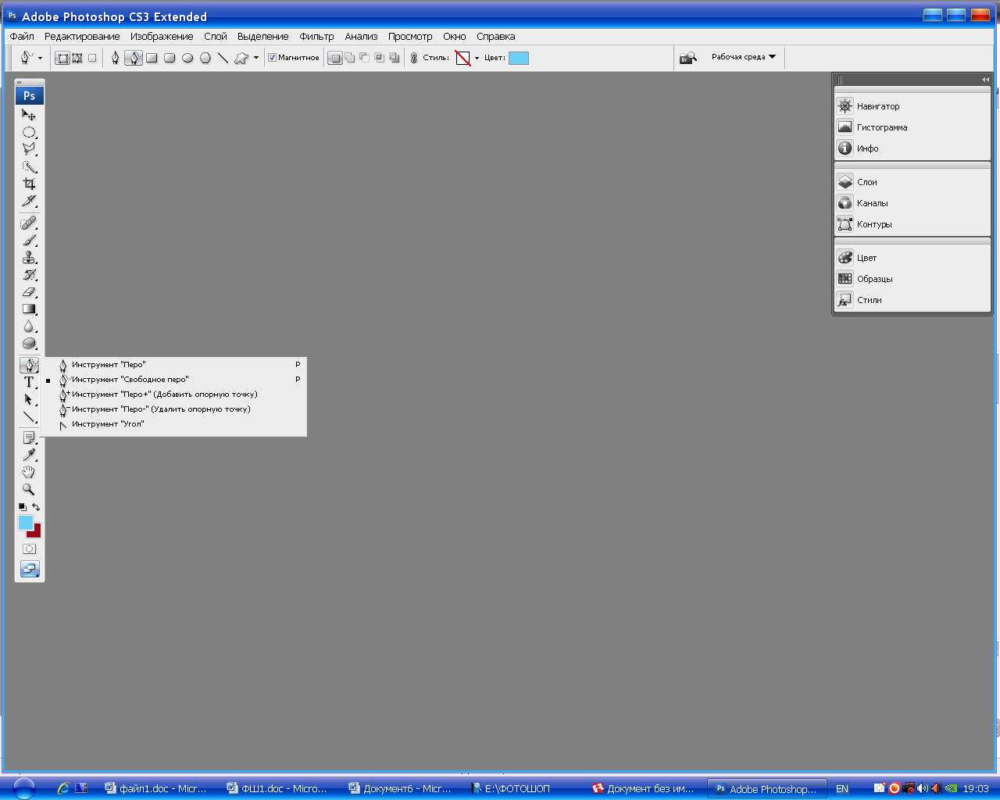 Ps Adobe Photoshop CS3 Extended
Файл Редактирование Изображение Слой Выделение Фильтр Анализ Просмотр Окно Справка
Магнитное Стиль: Цвет: Br Рабочая среда
Ps
Навигатор
Гистограмма
Инфо
Слои
Каналы
Контуры
Цвет
Образцы
Стили
Инструмент "Перо" P
Инструмент "Свободное перо" P
Инструмент "Перо+" (Добавить опорную точку)
Инструмент "Перо-" (Удалить опорную точку)
Инструмент "Угол"
T
файл1.doc - Micr... ФШ1.doc - Micro... Документ6 - Micr... E:\ФОТОШОП Документ без им... Ps Adobe Photoshop... EN 19:03